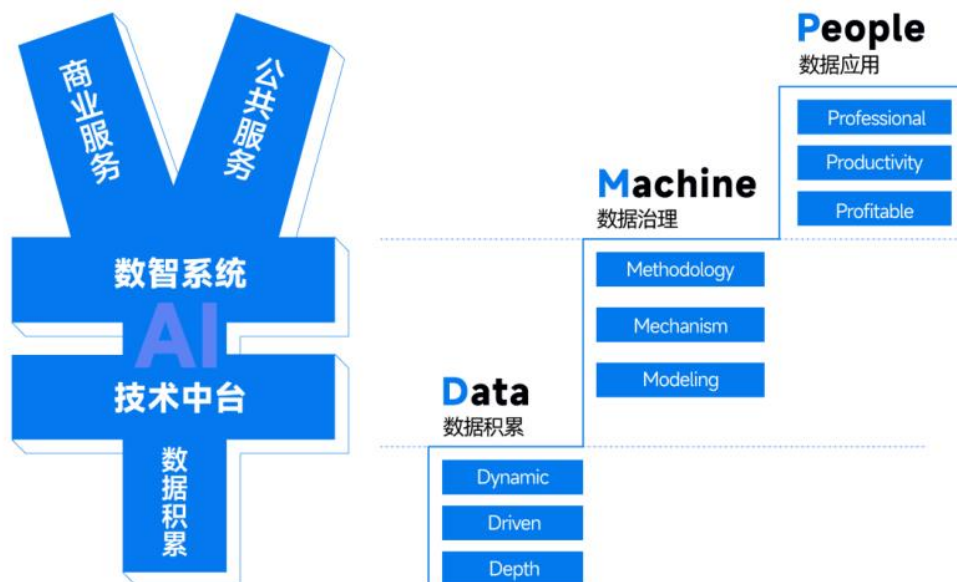 商业服务
公共服务
数智系统
AI
技术中台
数据积累
People
数据应用
Professional
Productivity
Profitable
Machine
数据治理
Methodology
Mechanism
Modeling
Data
数据积累
Dynamic
Driven
Depth